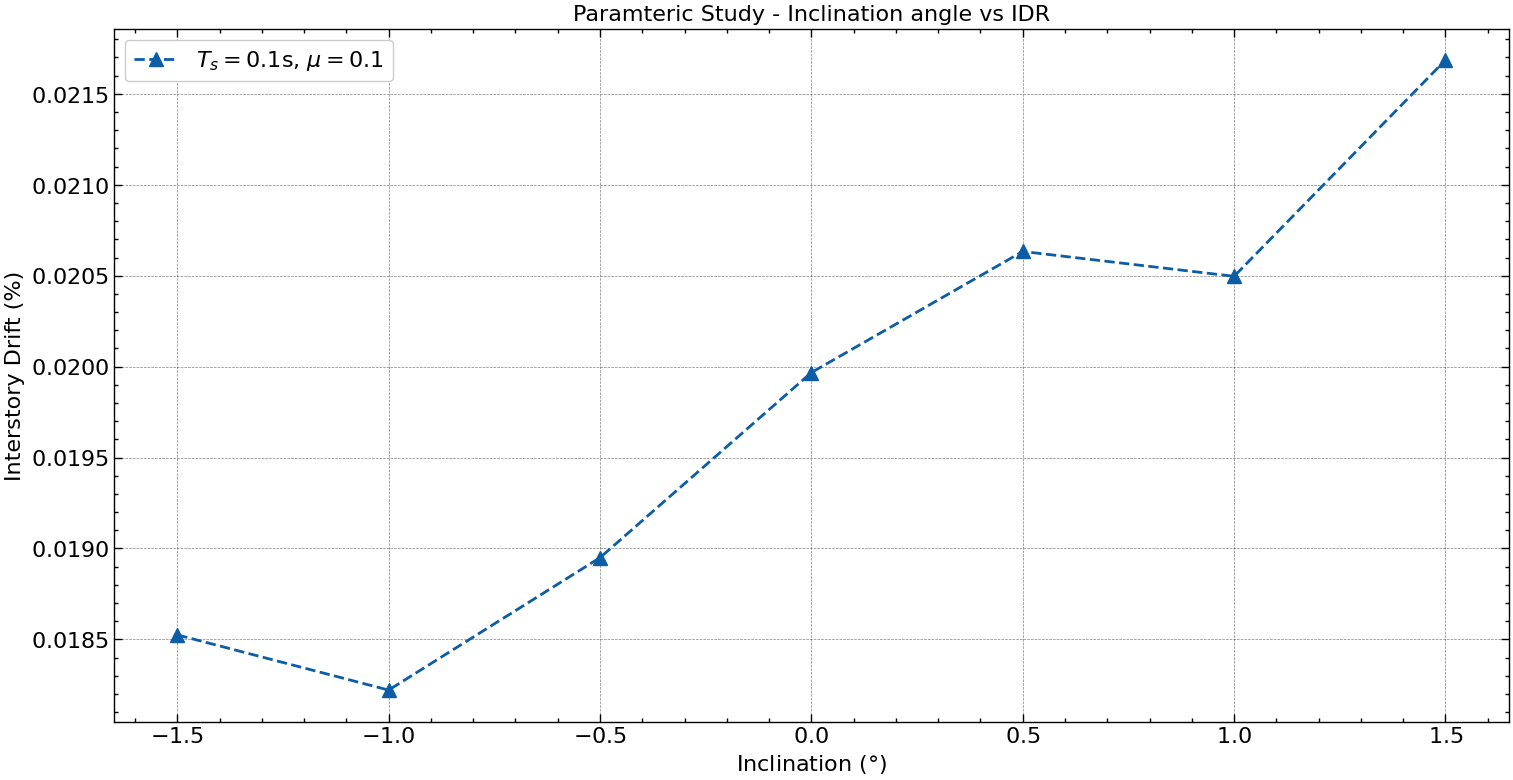 Paramteric Study - Inclination angle vs IDR
T_s = 0.1s, μ = 0.1
Interstory Drift (%)
0.0215
0.0210
0.0205
0.0200
0.0195
0.0190
0.0185
−1.5 −1.0 −0.5 0.0 0.5 1.0 1.5
Inclination (°)